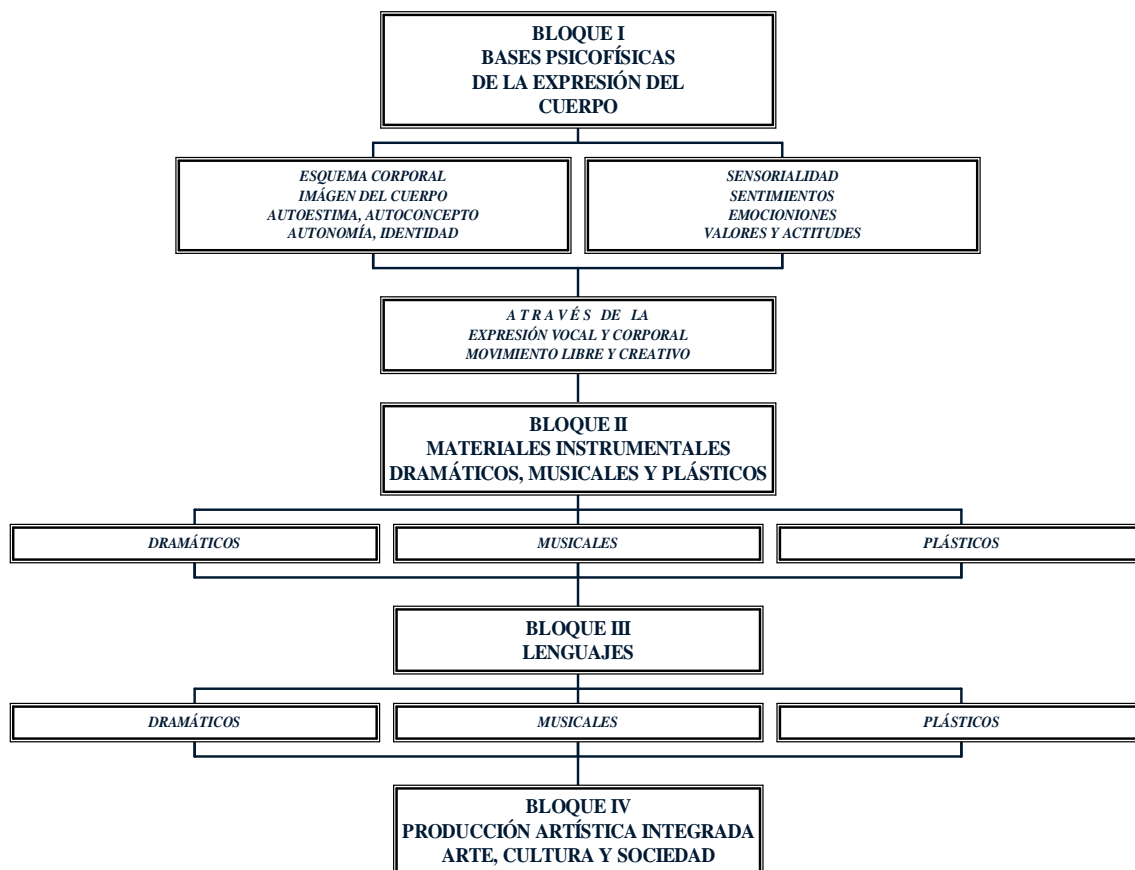 BLOQUE I
BASES PSICOFÍSICAS
DE LA EXPRESIÓN DEL
CUERPO
ESQUEMA CORPORAL
IMÁGEN DEL CUERPO
AUTOESTIMA, AUTOCONCEPTO
AUTONOMÍA, IDENTIDAD
SENSORIALIDAD
SENTIMIENTOS
EMOCIONIONES
VALORES Y ACTITUDES
A T R A V É S DE LA
EXPRESIÓN VOCAL Y CORPORAL
MOVIMIENTO LIBRE Y CREATIVO
BLOQUE II
MATERIALES INSTRUMENTALES
DRAMÁTICOS, MUSICALES Y PLÁSTICOS
DRAMÁTICOS
MUSICALES
PLÁSTICOS
BLOQUE III
LENGUAJES
DRAMÁTICOS
MUSICALES
PLÁSTICOS
BLOQUE IV
PRODUCCIÓN ARTÍSTICA INTEGRADA
ARTE, CULTURA Y SOCIEDAD